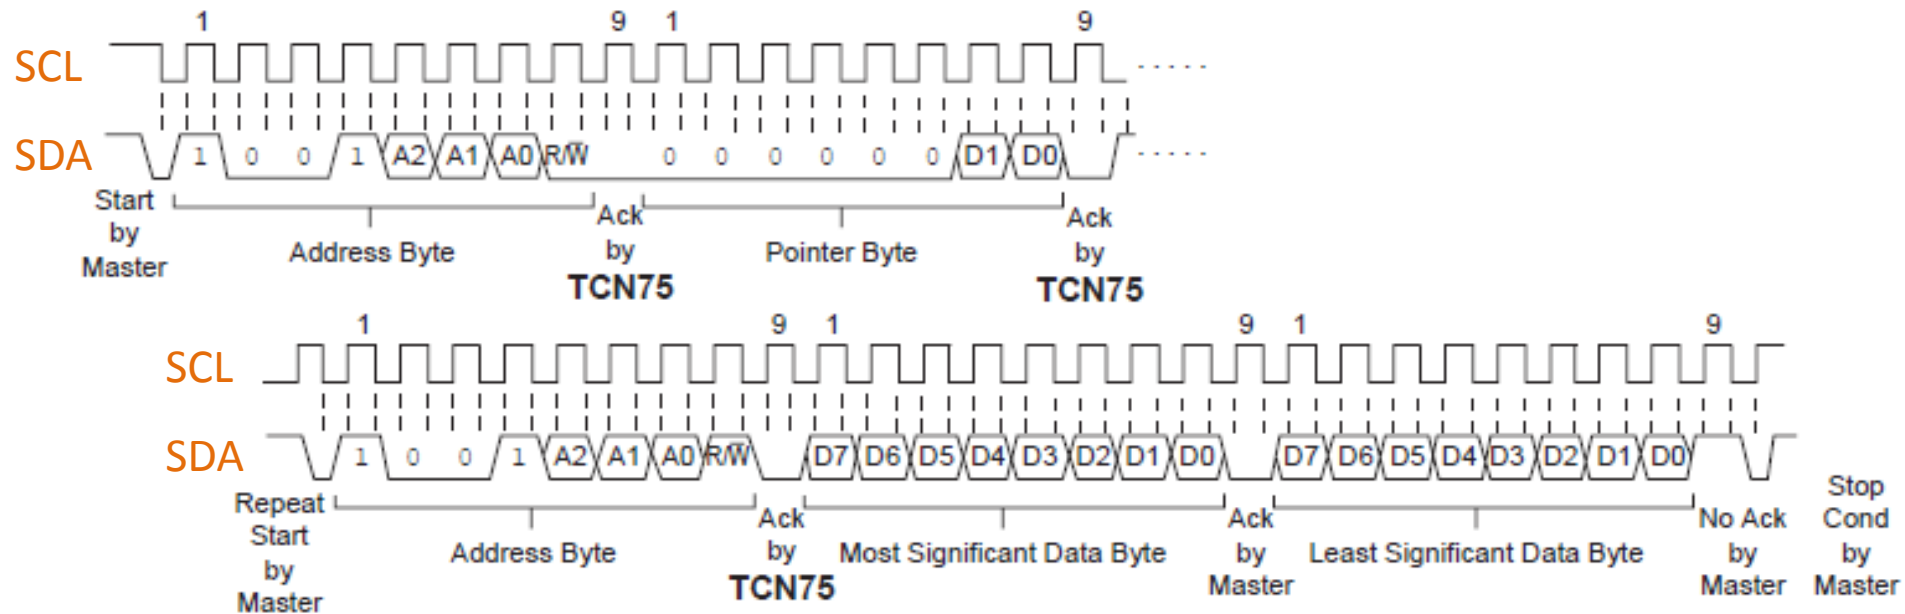 1 9 1 9
SCL
SDA
1 0 0 1 A2 A1 A0 R/W̅ 0 0 0 0 0 0 D1 D0
Start
by
Master
Address Byte
Ack
by
TCN75
Pointer Byte
Ack
by
TCN75
1 9 1 9 1 9
SCL
SDA
1 0 0 1 A2 A1 A0 R/W̅ D7 D6 D5 D4 D3 D2 D1 D0 D7 D6 D5 D4 D3 D2 D1 D0
Repeat
Start
by
Master
Address Byte
Ack
by
TCN75
Most Significant Data Byte
Ack
by
Master
Least Significant Data Byte
No Ack
by
Master
Stop
Cond
by
Master